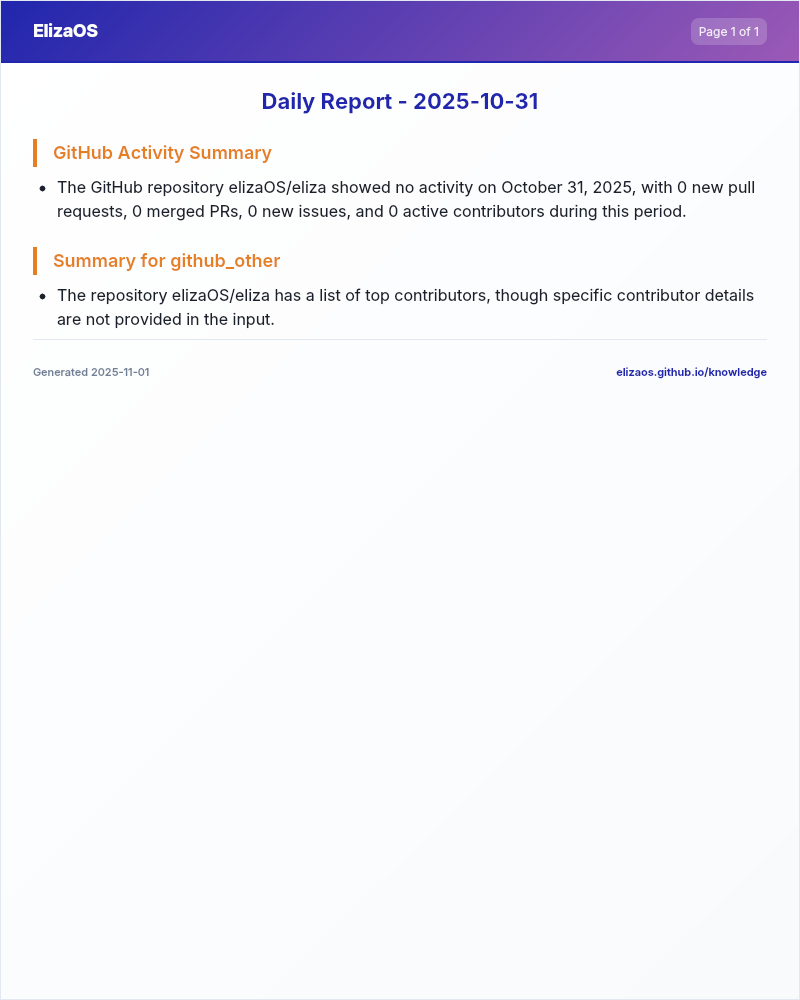 ElizaOS
Page 1 of 1
Daily Report - 2025-10-31
GitHub Activity Summary
• The GitHub repository elizaOS/eliza showed no activity on October 31, 2025, with 0 new pull
requests, 0 merged PRs, 0 new issues, and 0 active contributors during this period.
Summary for github_other
• The repository elizaOS/eliza has a list of top contributors, though specific contributor details
are not provided in the input.
Generated 2025-11-01
elizaos.github.io/knowledge